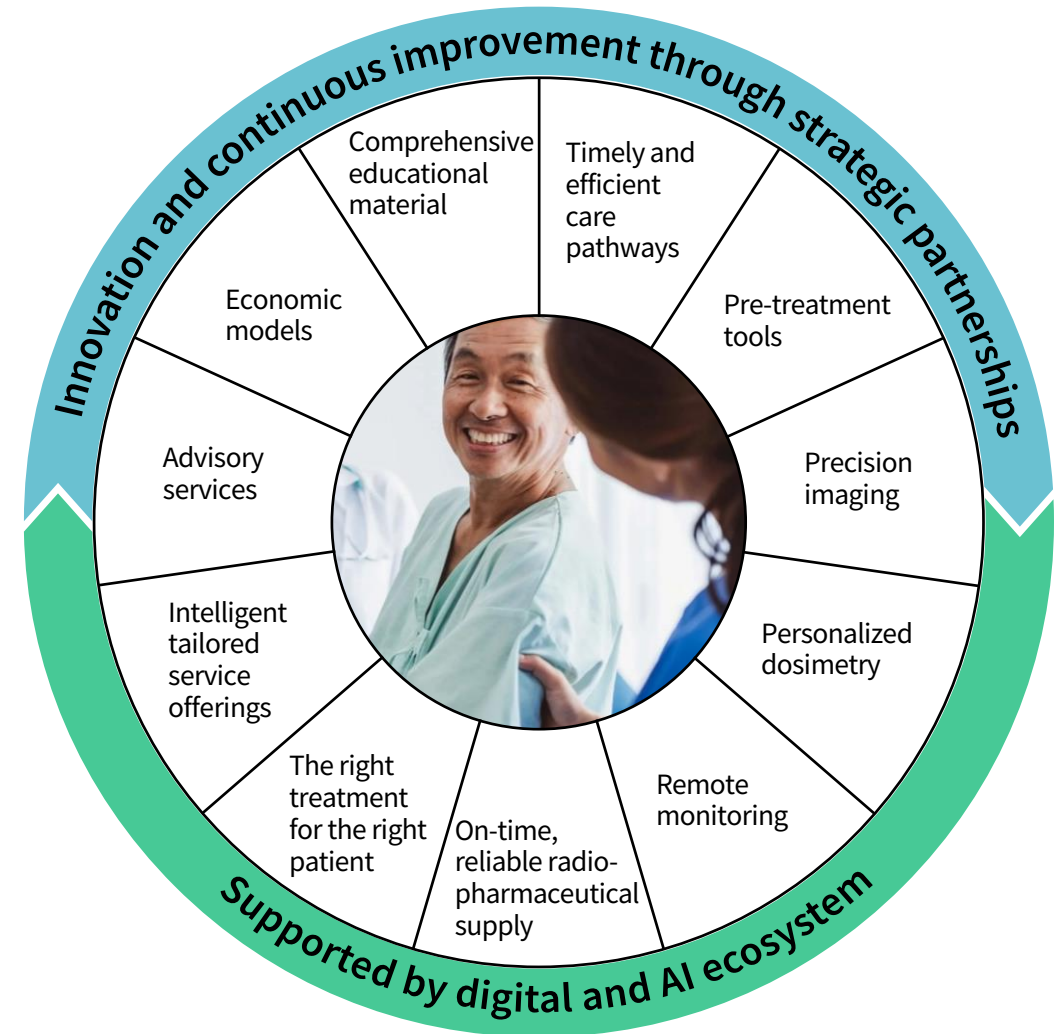 Innovation and continuous improvement through strategic partnerships
Comprehensive
educational
material
Timely and
efficient
care
pathways
Pre-treatment
tools
Precision
imaging
Personalized
dosimetry
Remote
monitoring
On-time,
reliable radio-
pharmaceutical
supply
The right
treatment
for the right
patient
Intelligent
tailored
service
offerings
Advisory
services
Economic
models
Supported by digital and AI ecosystem